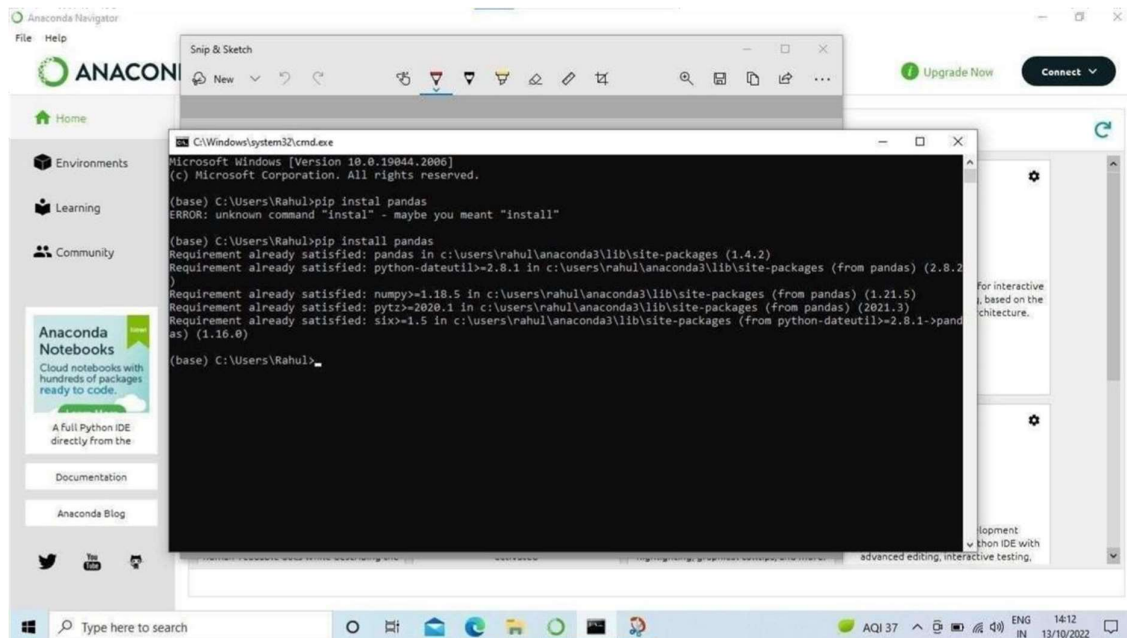 Anaconda Navigator
File Help
Snip & Sketch
ANACON
New
Upgrade Now
Connect
Home
Environments
Learning
Community
C:\Windows\system32\cmd.exe
Microsoft Windows [Version 10.0.19044.2006]
(c) Microsoft Corporation. All rights reserved.
(base) C:\Users\Rahul>pip instal pandas
ERROR: unknown command "instal" - maybe you meant "install"
(base) C:\Users\Rahul>pip install pandas
Requirement already satisfied: pandas in c:\users\rahul\anaconda3\lib\site-packages (1.4.2)
Requirement already satisfied: python-dateutil>=2.8.1 in c:\users\rahul\anaconda3\lib\site-packages (from pandas) (2.8.2
)
Requirement already satisfied: numpy>=1.18.5 in c:\users\rahul\anaconda3\lib\site-packages (from pandas) (1.21.5)
Requirement already satisfied: pytz>=2020.1 in c:\users\rahul\anaconda3\lib\site-packages (from pandas) (2021.3)
Requirement already satisfied: six>=1.5 in c:\users\rahul\anaconda3\lib\site-packages (from python-dateutil>=2.8.1->pand
as) (1.16.0)
(base) C:\Users\Rahul>
for interactive
, based on the
chitecture.
Anaconda
Notebooks
Cloud notebooks with
hundreds of packages
ready to code.
A full Python IDE
directly from the
Documentation
Anaconda Blog
You
Tube
lopment
thon IDE with
advanced editing, interactive testing,
Type here to search
AQI 37
ENG
IN
14:12
13/10/2022